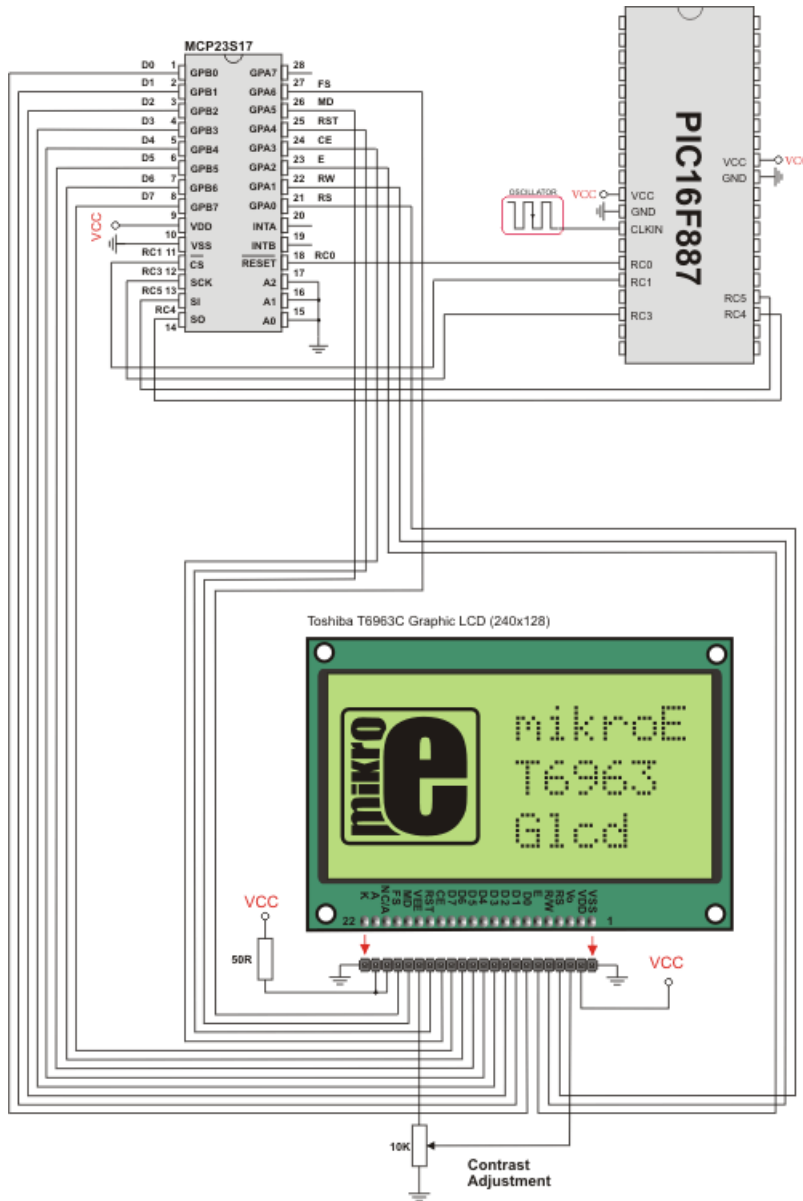 MCP23S17
D0 1 GPB0 GPA7 28
D1 2 GPB1 GPA6 27 FS
D2 3 GPB2 GPA5 26 MD
D3 4 GPB3 GPA4 25 RST
D4 5 GPB4 GPA3 24 CE
D5 6 GPB5 GPA2 23 E
D6 7 GPB6 GPA1 22 RW
D7 8 GPB7 GPA0 21 RS
VCC 9 VDD INTA 20
10 VSS INTB 19
RC1 11 CS RESET 18 RC0
RC3 12 SCK A2 17
RC5 13 SI A1 16
RC4 14 SO A0 15
PIC16F887
VCC VCC
GND
OSCILLATOR
VCC VCC
GND
CLKIN
RC0
RC1
RC5
RC3 RC4
Toshiba T6963C Graphic LCD (240x128)
mikro e
mikroE
T6963
Glcd
K A NC/A FS MD VEE RST CE D7 D6 D5 D4 D3 D2 D1 D0 E R/W RS Vo VDD VSS
22 1
VCC
50R
VCC
10K
Contrast
Adjustment